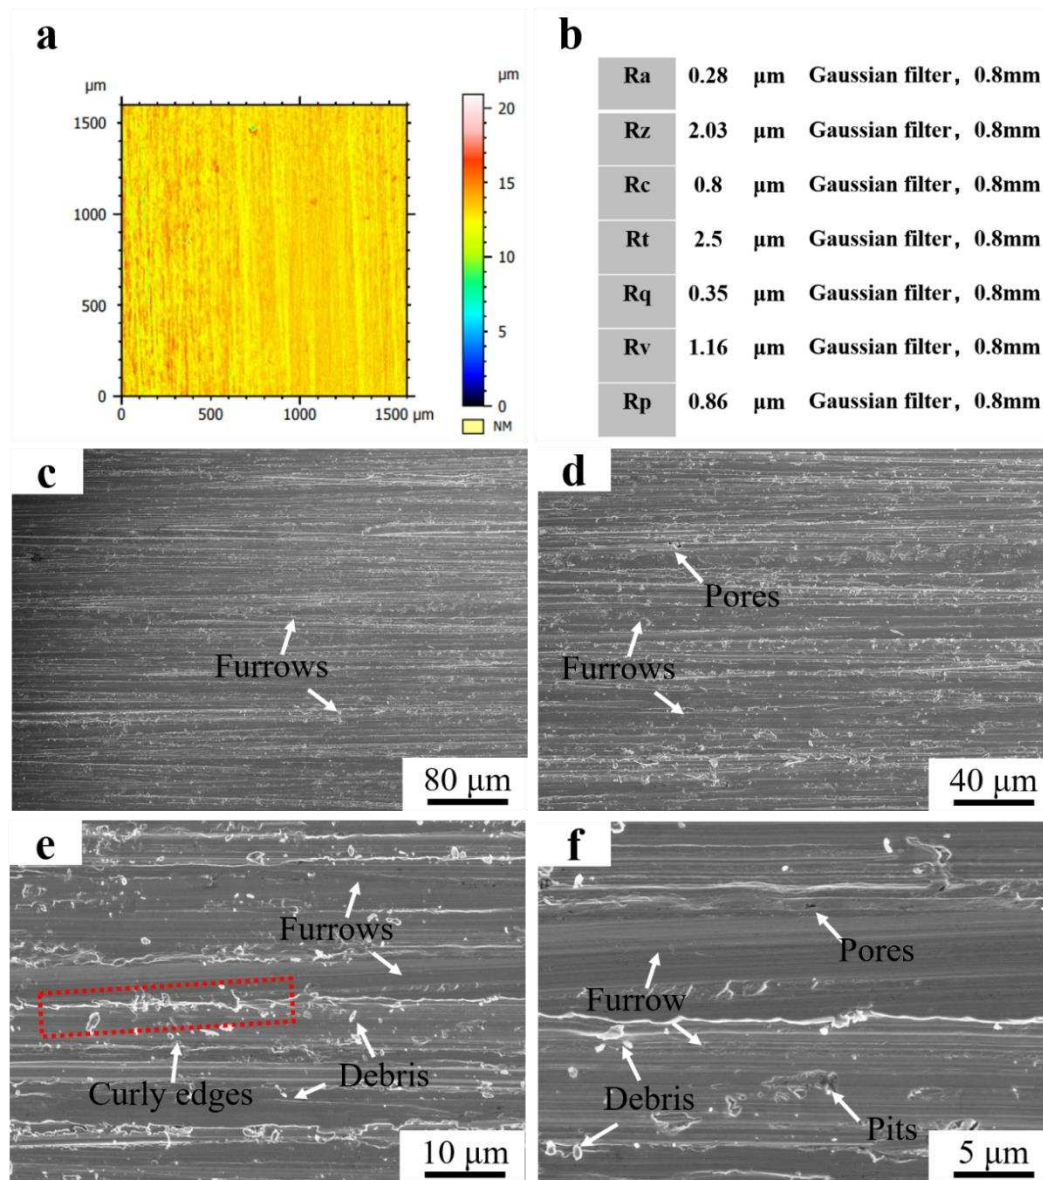 a
µm
1500
1000
500
0
0 500 1000 1500
µm
µm
20
15
10
5
0
NM
b
Ra 0.28 µm Gaussian filter，0.8mm
Rz 2.03 µm Gaussian filter，0.8mm
Rc 0.8 µm Gaussian filter，0.8mm
Rt 2.5 µm Gaussian filter，0.8mm
Rq 0.35 µm Gaussian filter，0.8mm
Rv 1.16 µm Gaussian filter，0.8mm
Rp 0.86 µm Gaussian filter，0.8mm
c
Furrows
80 µm
d
Pores
Furrows
40 µm
e
Furrows
Curly edges
Debris
10 µm
f
Pores
Furrow
Debris
Pits
5 µm